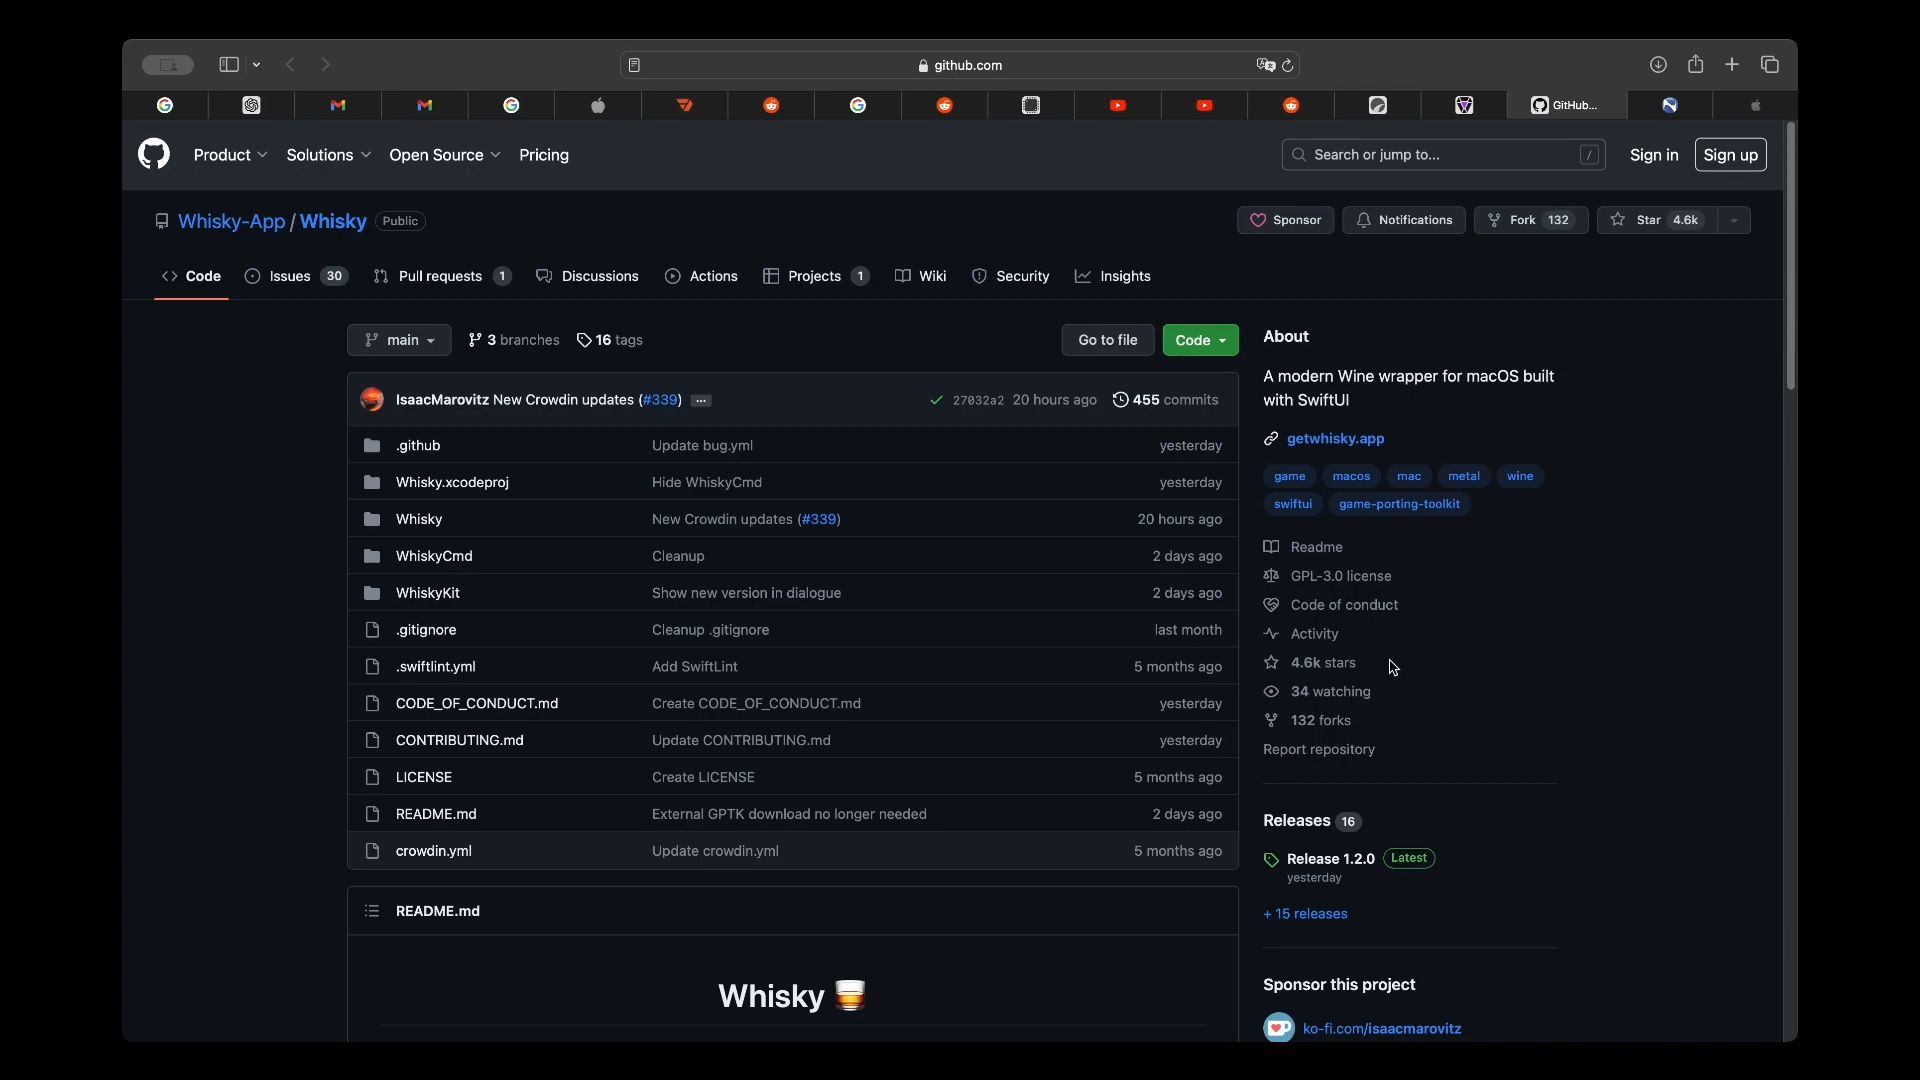 github.com
GitHub...
Product
Solutions
Open Source
Pricing
Search or jump to...
/
Sign in
Sign up
Whisky-App / Whisky
Public
Sponsor
Notifications
Fork 132
Star 4.6k
Code
Issues 30
Pull requests 1
Discussions
Actions
Projects 1
Wiki
Security
Insights
main
3 branches
16 tags
Go to file
Code
IsaacMarovitz New Crowdin updates (#339) ...
27032a2 20 hours ago
455 commits
.github Update bug.yml yesterday
Whisky.xcodeproj Hide WhiskyCmd yesterday
Whisky New Crowdin updates (#339) 20 hours ago
WhiskyCmd Cleanup 2 days ago
WhiskyKit Show new version in dialogue 2 days ago
.gitignore Cleanup .gitignore last month
.swiftlint.yml Add SwiftLint 5 months ago
CODE_OF_CONDUCT.md Create CODE_OF_CONDUCT.md yesterday
CONTRIBUTING.md Update CONTRIBUTING.md yesterday
LICENSE Create LICENSE 5 months ago
README.md External GPTK download no longer needed 2 days ago
crowdin.yml Update crowdin.yml 5 months ago
README.md
Whisky
About
A modern Wine wrapper for macOS built
with SwiftUI
getwhisky.app
game macos mac metal wine
swiftui game-porting-toolkit
Readme
GPL-3.0 license
Code of conduct
Activity
4.6k stars
34 watching
132 forks
Report repository
Releases 16
Release 1.2.0 Latest
yesterday
+ 15 releases
Sponsor this project
ko-fi.com/isaacmarovitz